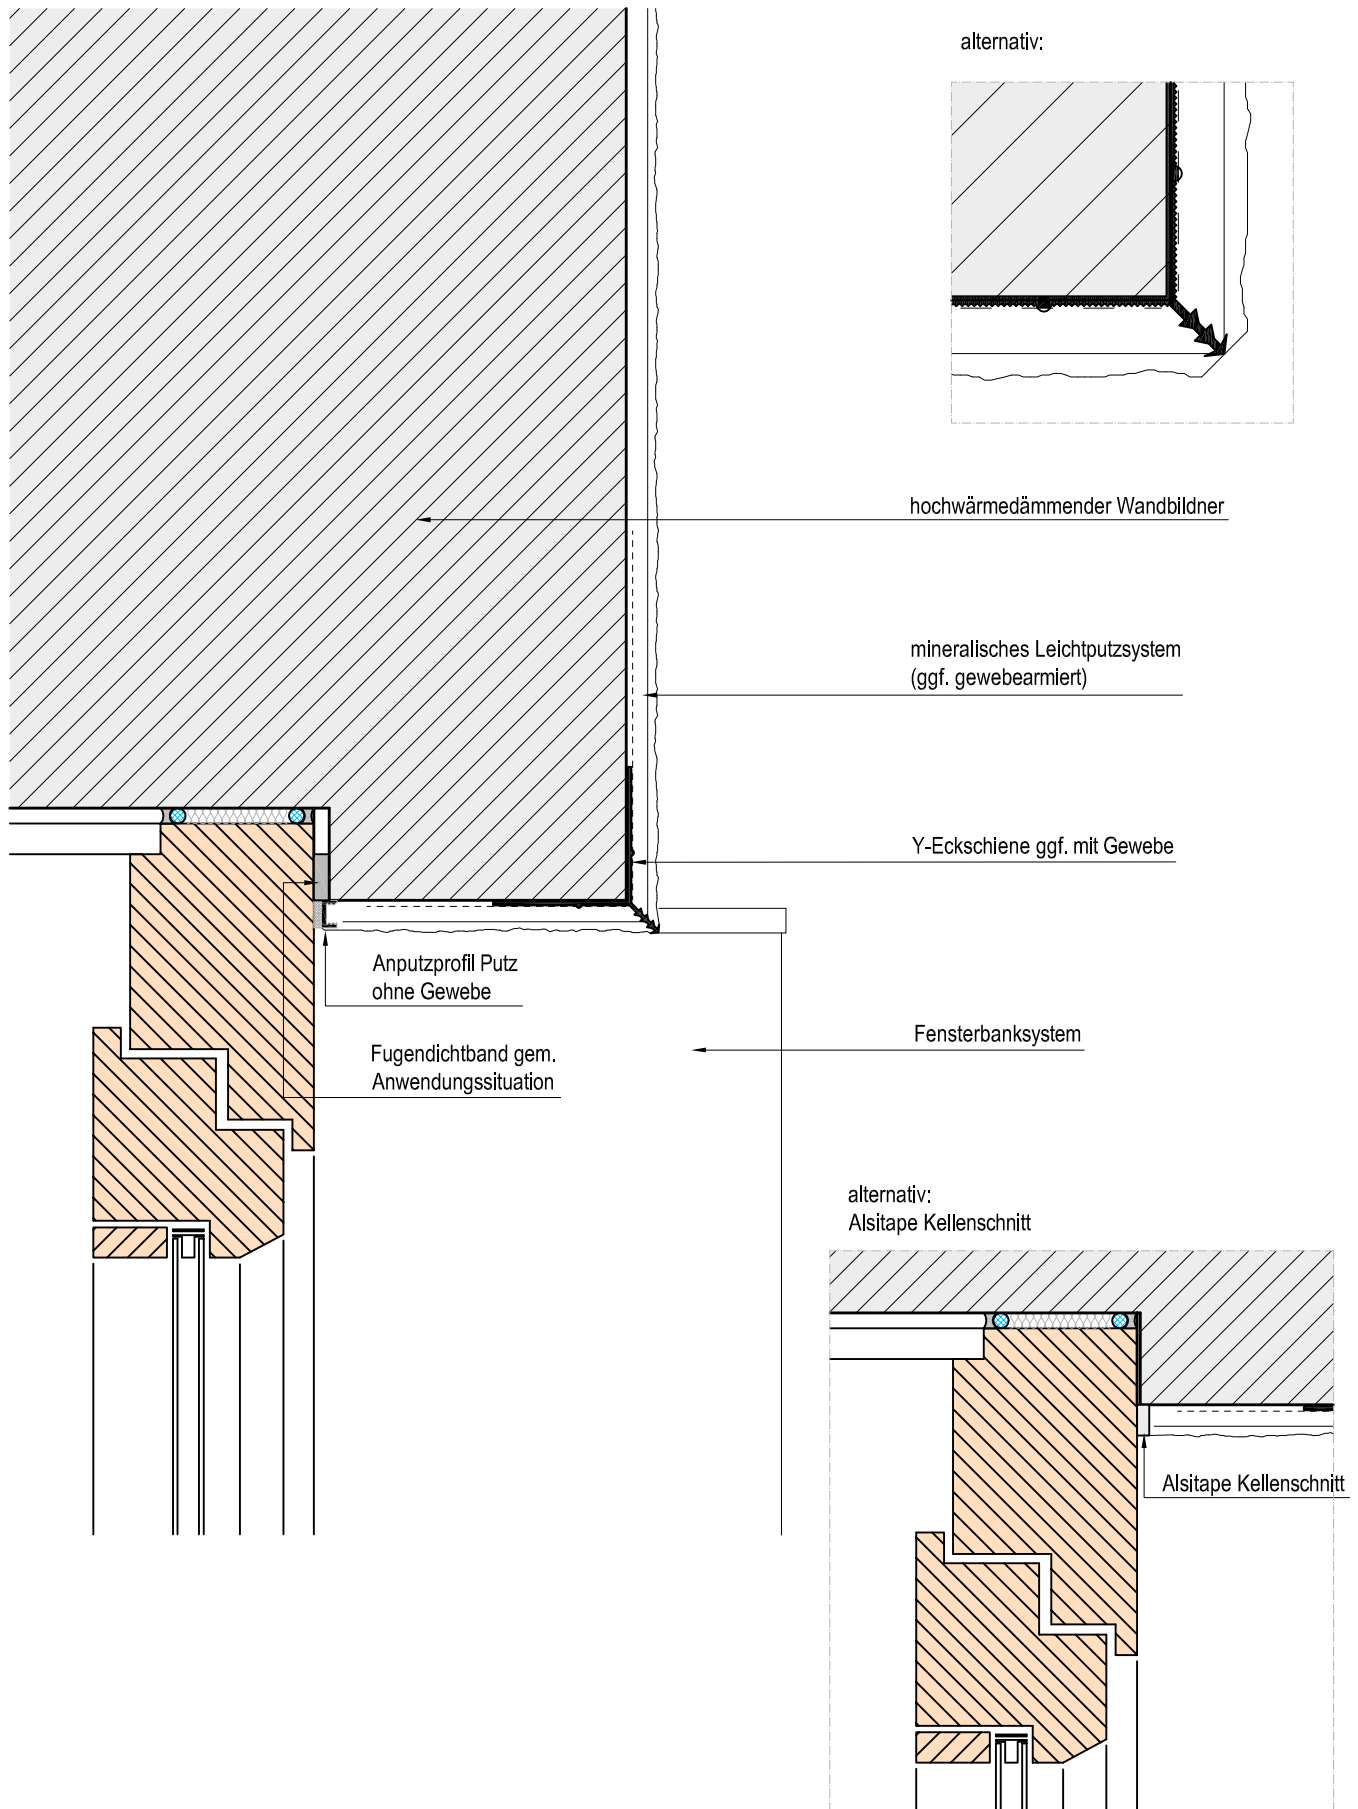 alternativ:
hochwärmedämmender Wandbildner
mineralisches Leichtputzsystem
(ggf. gewebearmiert)
Y-Eckschiene ggf. mit Gewebe
Anputzprofil Putz
ohne Gewebe
Fensterbanksystem
Fugendichtband gem.
Anwendungssituation
alternativ:
Alsitape Kellenschnitt
Alsitape Kellenschnitt